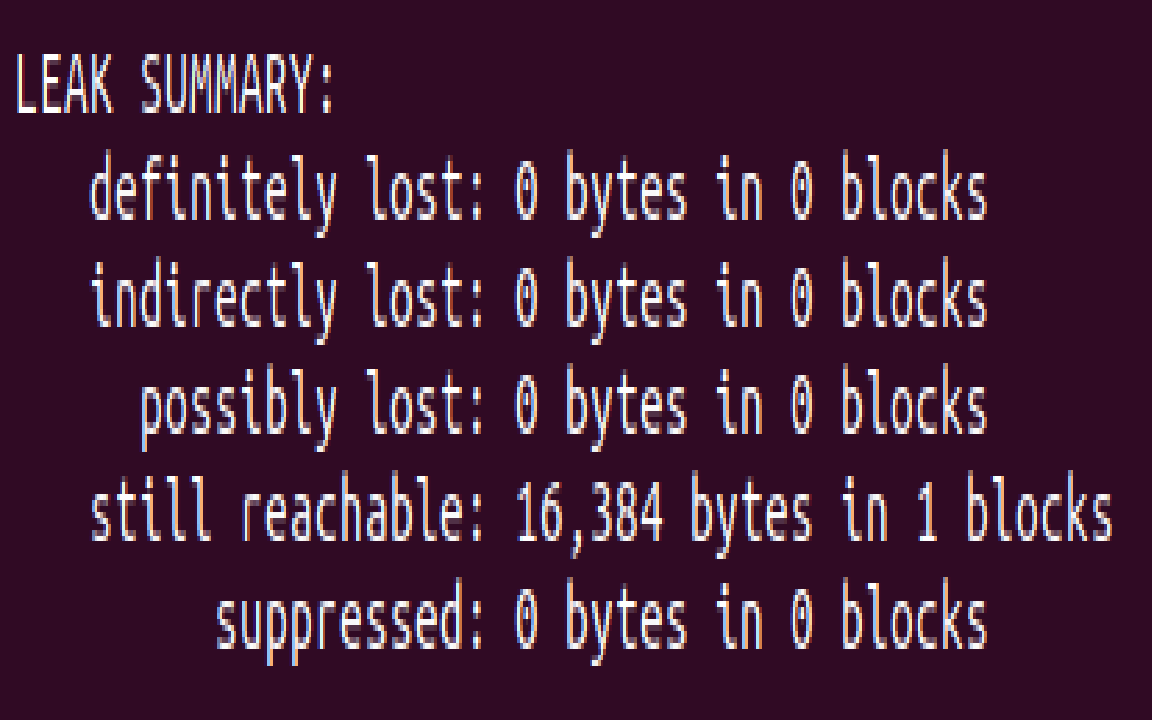 LEAK SUMMARY:
definitely lost: 0 bytes in 0 blocks
indirectly lost: 0 bytes in 0 blocks
possibly lost: 0 bytes in 0 blocks
still reachable: 16,384 bytes in 1 blocks
suppressed: 0 bytes in 0 blocks